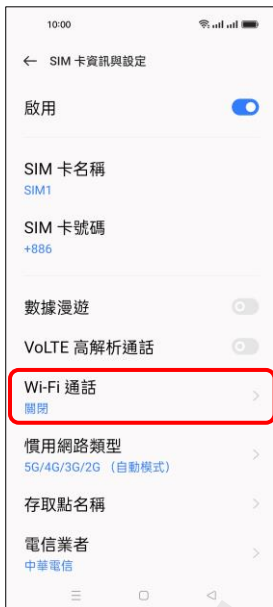 10:00
← SIM 卡資訊與設定
啟用
SIM 卡名稱
SIM1
SIM 卡號碼
+886
數據漫遊
VoLTE 高解析通話
Wi-Fi 通話
關閉
慣用網路類型
5G/4G/3G/2G （自動模式）
存取點名稱
電信業者
中華電信